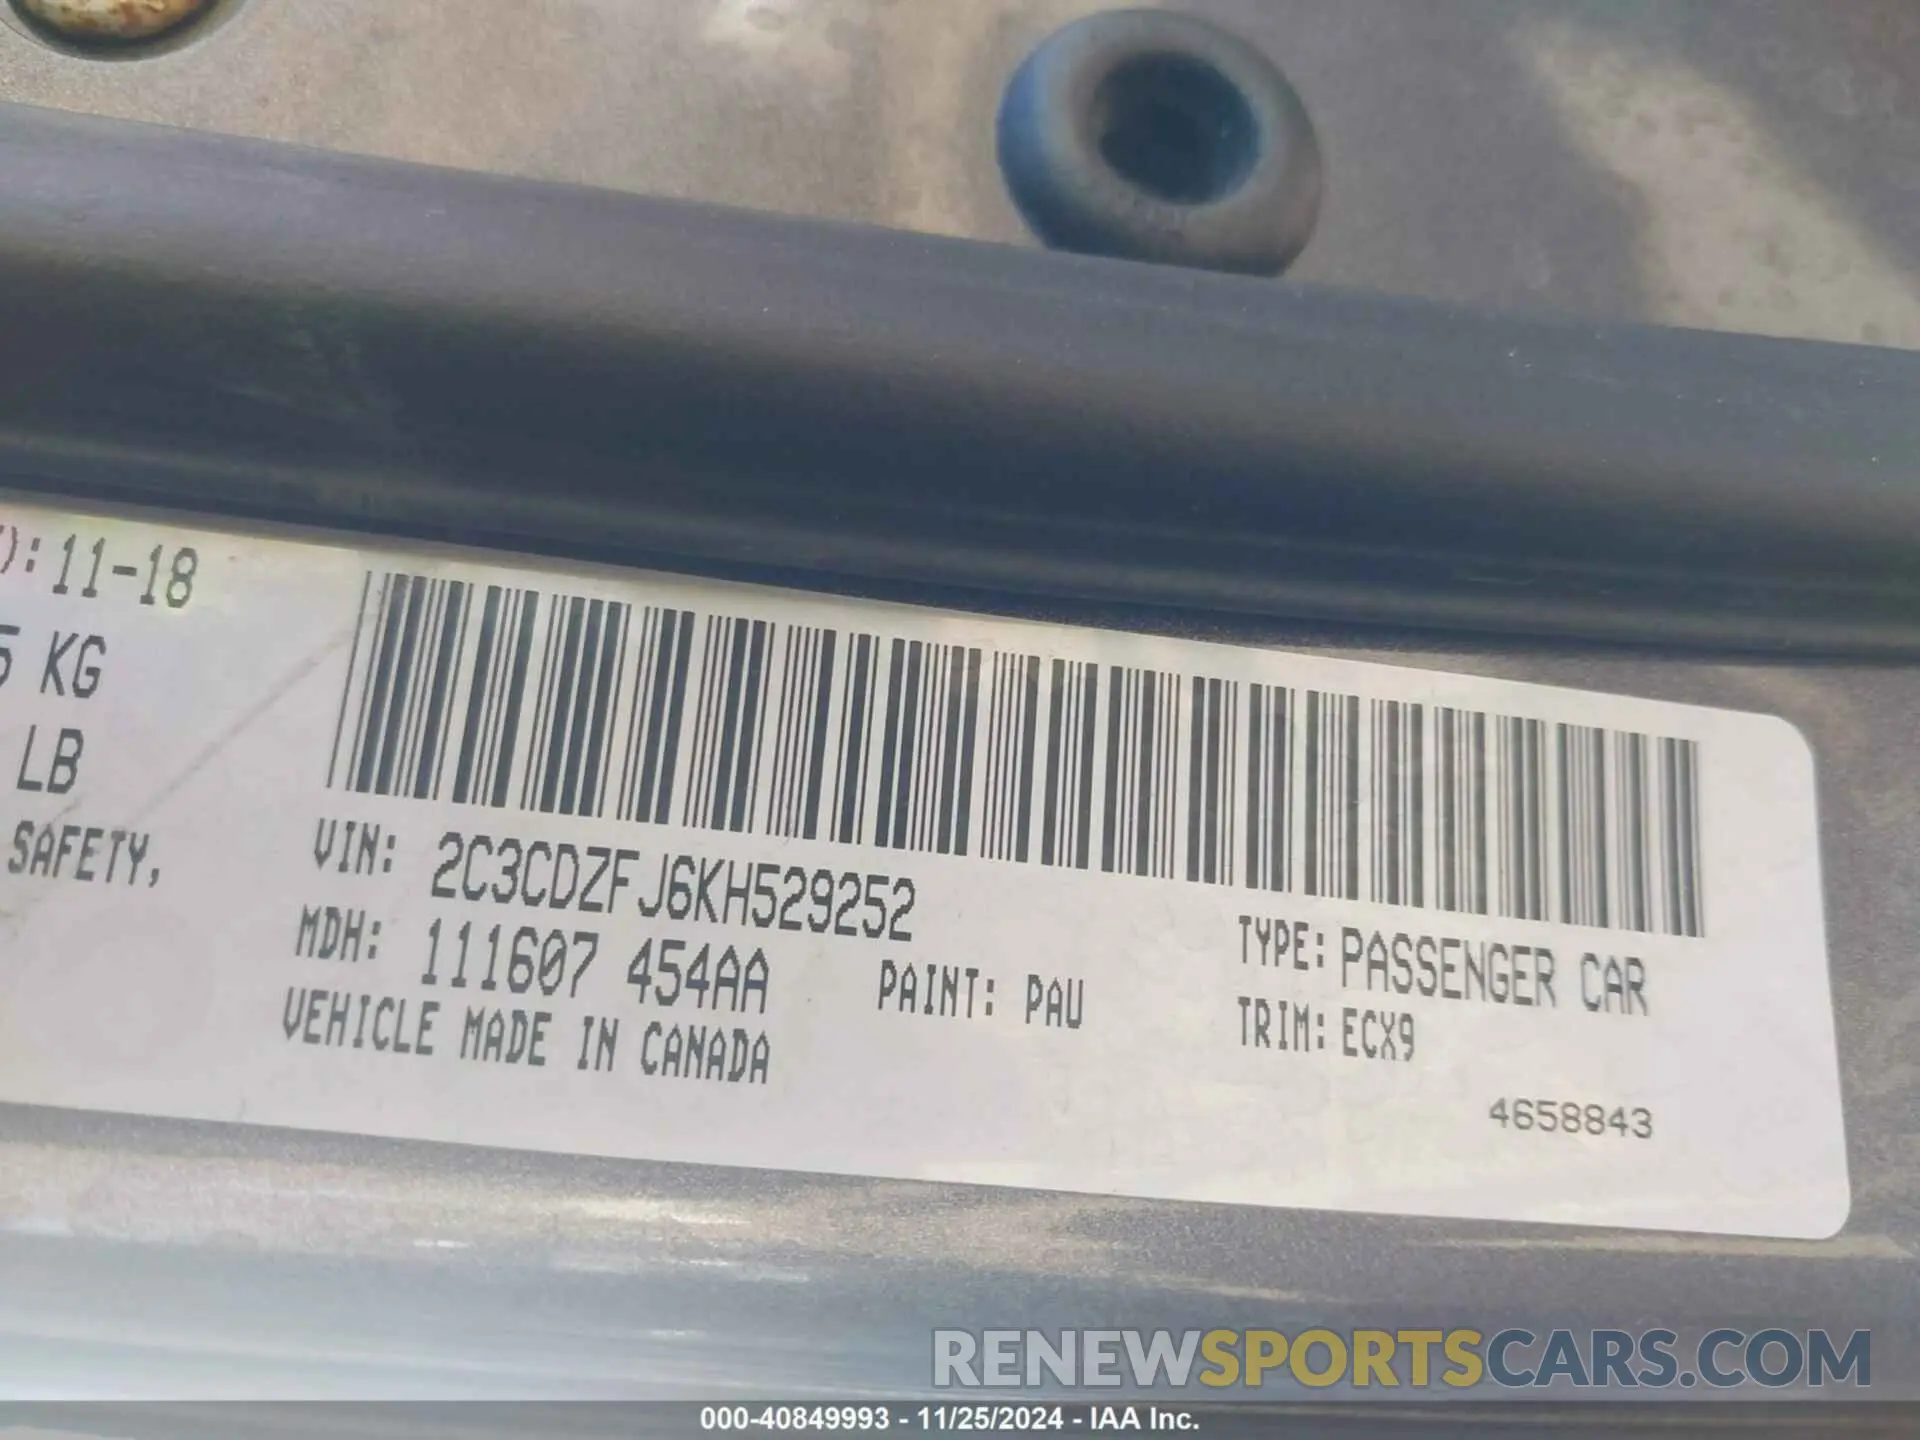 ): 11-18
5 KG
LB
SAFETY,
VIN: 2C3CDZFJ6KH529252
MDH: 111607 454AA
PAINT: PAU
VEHICLE MADE IN CANADA
TYPE: PASSENGER CAR
TRIM: ECX9
4658843
RENEWSPORTSCARS.COM
000-40849993 - 11/25/2024 - IAA Inc.